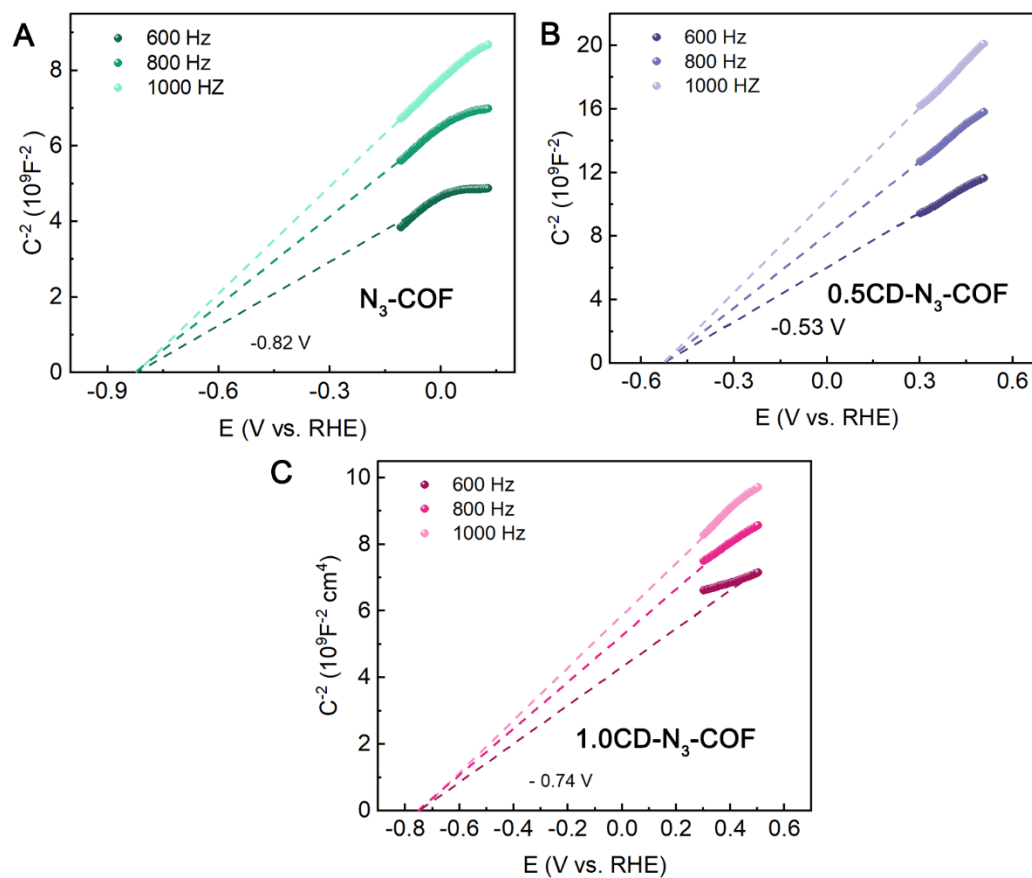 A
600 Hz
800 Hz
1000 HZ
C⁻² (10⁹F⁻²)
8
6
4
2
0
N₃-COF
-0.82 V
-0.9 -0.6 -0.3 0.0
E (V vs. RHE)
B
600 Hz
800 Hz
1000 Hz
C⁻² (10⁹F⁻²)
20
16
12
8
4
0
0.5CD-N₃-COF
-0.53 V
-0.6 -0.3 0.0 0.3 0.6
E (V vs. RHE)
C
600 Hz
800 Hz
1000 Hz
C⁻² (10⁹F⁻² cm⁴)
10
8
6
4
2
0
1.0CD-N₃-COF
- 0.74 V
-0.8 -0.6 -0.4 -0.2 0.0 0.2 0.4 0.6
E (V vs. RHE)